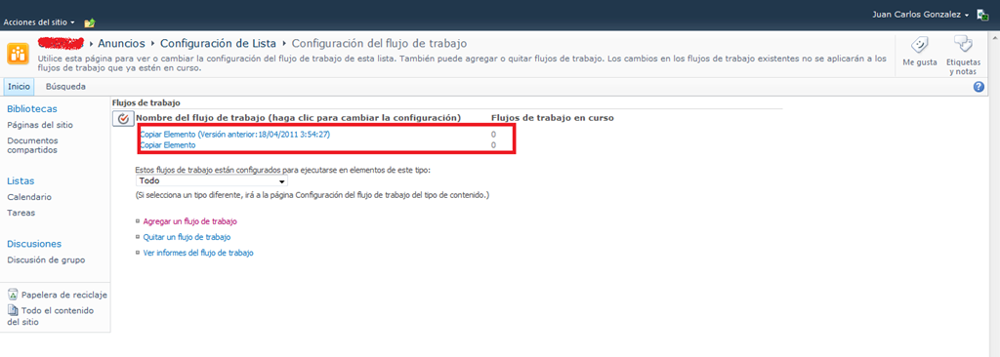 Juan Carlos Gonzalez
Acciones del sitio
Anuncios Configuración de Lista Configuración del flujo de trabajo
Utilice esta página para ver o cambiar la configuración del flujo de trabajo de esta lista. También puede agregar o quitar flujos de trabajo. Los cambios en los flujos de trabajo existentes no se aplicarán a los
flujos de trabajo que ya estén en curso.
Me gusta
Etiquetas
y notas
Inicio Búsqueda
Bibliotecas
Páginas del sitio
Documentos
compartidos
Listas
Calendario
Tareas
Discusiones
Discusión de grupo
Papelera de reciclaje
Todo el contenido
del sitio
Flujos de trabajo
Nombre del flujo de trabajo (haga clic para cambiar la configuración) Flujos de trabajo en curso
Copiar Elemento (Versión anterior:18/04/2011 3:54:27) 0
Copiar Elemento 0
Estos flujos de trabajo están configurados para ejecutarse en elementos de este tipo:
Todo
(Si selecciona un tipo diferente, irá a la página Configuración del flujo de trabajo del tipo de contenido.)
Agregar un flujo de trabajo
Quitar un flujo de trabajo
Ver informes del flujo de trabajo